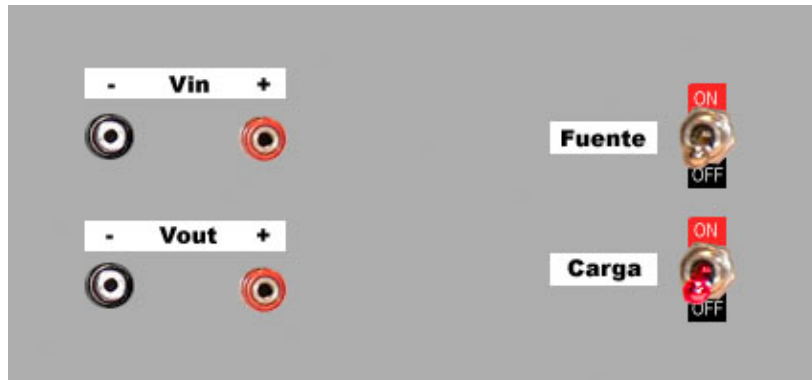 - Vin +
ON
Fuente
OFF
- Vout +
ON
Carga
OFF